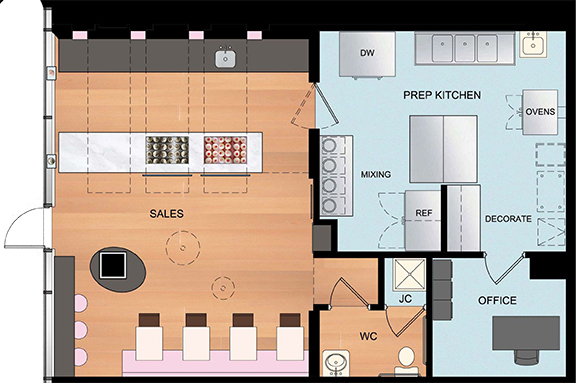 DW
PREP KITCHEN
OVENS
MIXING
SALES
REF
DECORATE
JC
OFFICE
WC